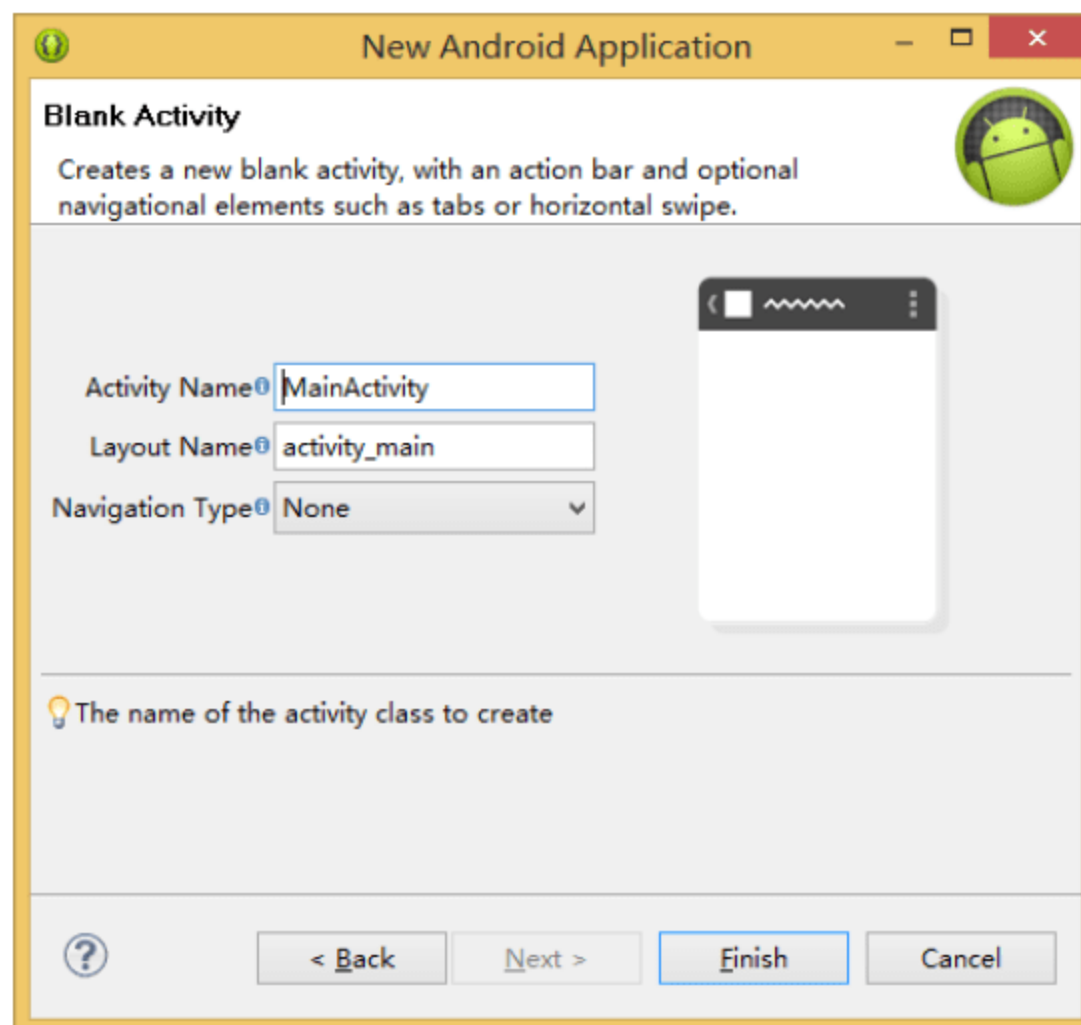 New Android Application
Blank Activity
Creates a new blank activity, with an action bar and optional
navigational elements such as tabs or horizontal swipe.
Activity Name
MainActivity
Layout Name
activity_main
Navigation Type
None
The name of the activity class to create
< Back
Next >
Finish
Cancel